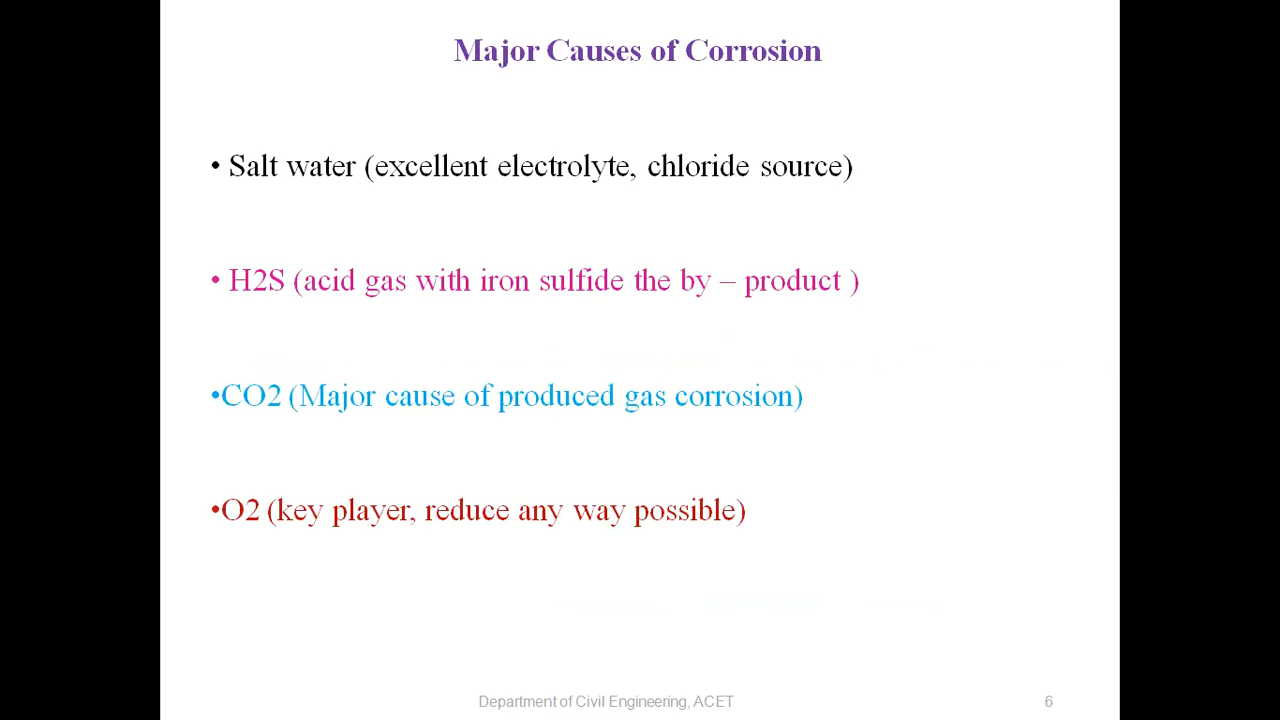 Major Causes of Corrosion
• Salt water (excellent electrolyte, chloride source)
• H2S (acid gas with iron sulfide the by – product )
•CO2 (Major cause of produced gas corrosion)
•O2 (key player, reduce any way possible)
Department of Civil Engineering, ACET 6